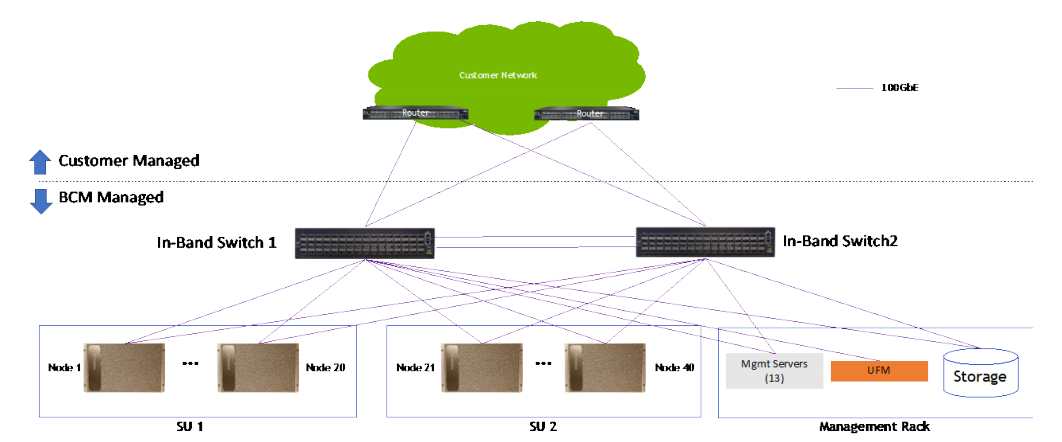 Customer Network
100GbE
Router
Router
Customer Managed
BCM Managed
In-Band Switch 1
In-Band Switch2
Node 1
...
Node 20
Node 21
...
Node 40
Mgmt Servers
(13)
UFM
Storage
SU 1
SU 2
Management Rack